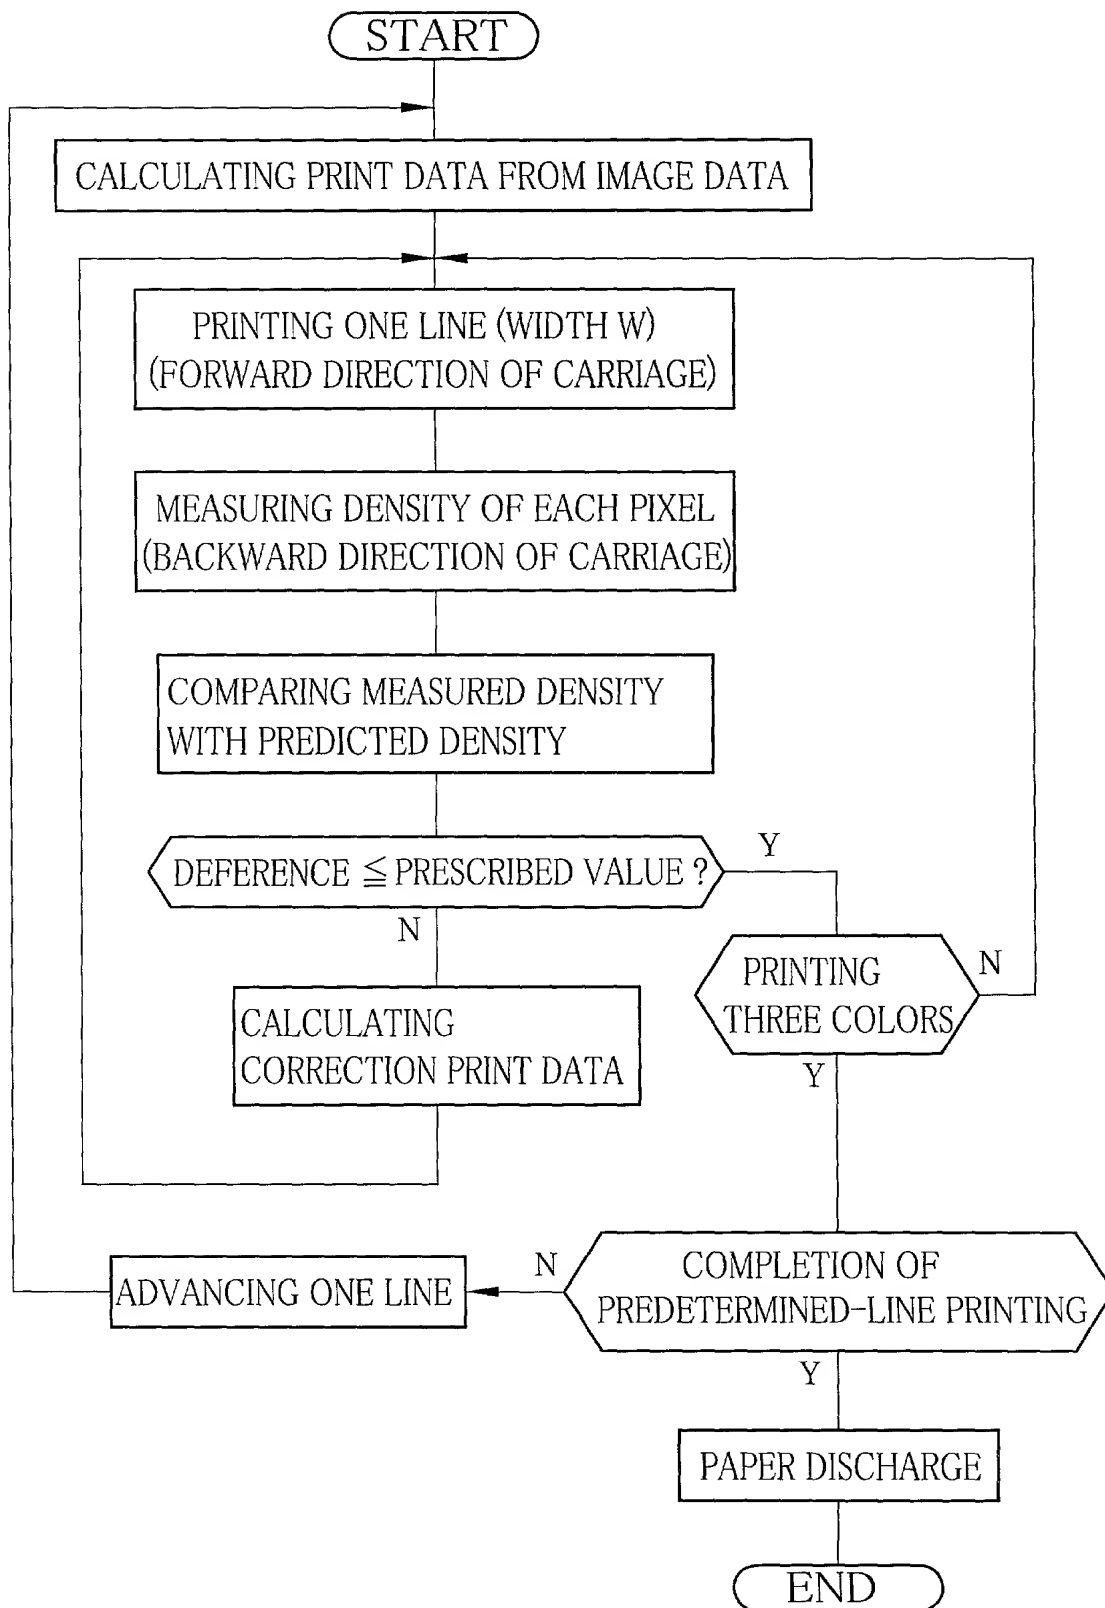 START
CALCULATING PRINT DATA FROM IMAGE DATA
PRINTING ONE LINE (WIDTH W)
(FORWARD DIRECTION OF CARRIAGE)
MEASURING DENSITY OF EACH PIXEL
(BACKWARD DIRECTION OF CARRIAGE)
COMPARING MEASURED DENSITY
WITH PREDICTED DENSITY
DEFERENCE ≦ PRESCRIBED VALUE ?
Y
N
PRINTING
THREE COLORS
N
Y
CALCULATING
CORRECTION PRINT DATA
COMPLETION OF
PREDETERMINED-LINE PRINTING
N
ADVANCING ONE LINE
Y
PAPER DISCHARGE
END